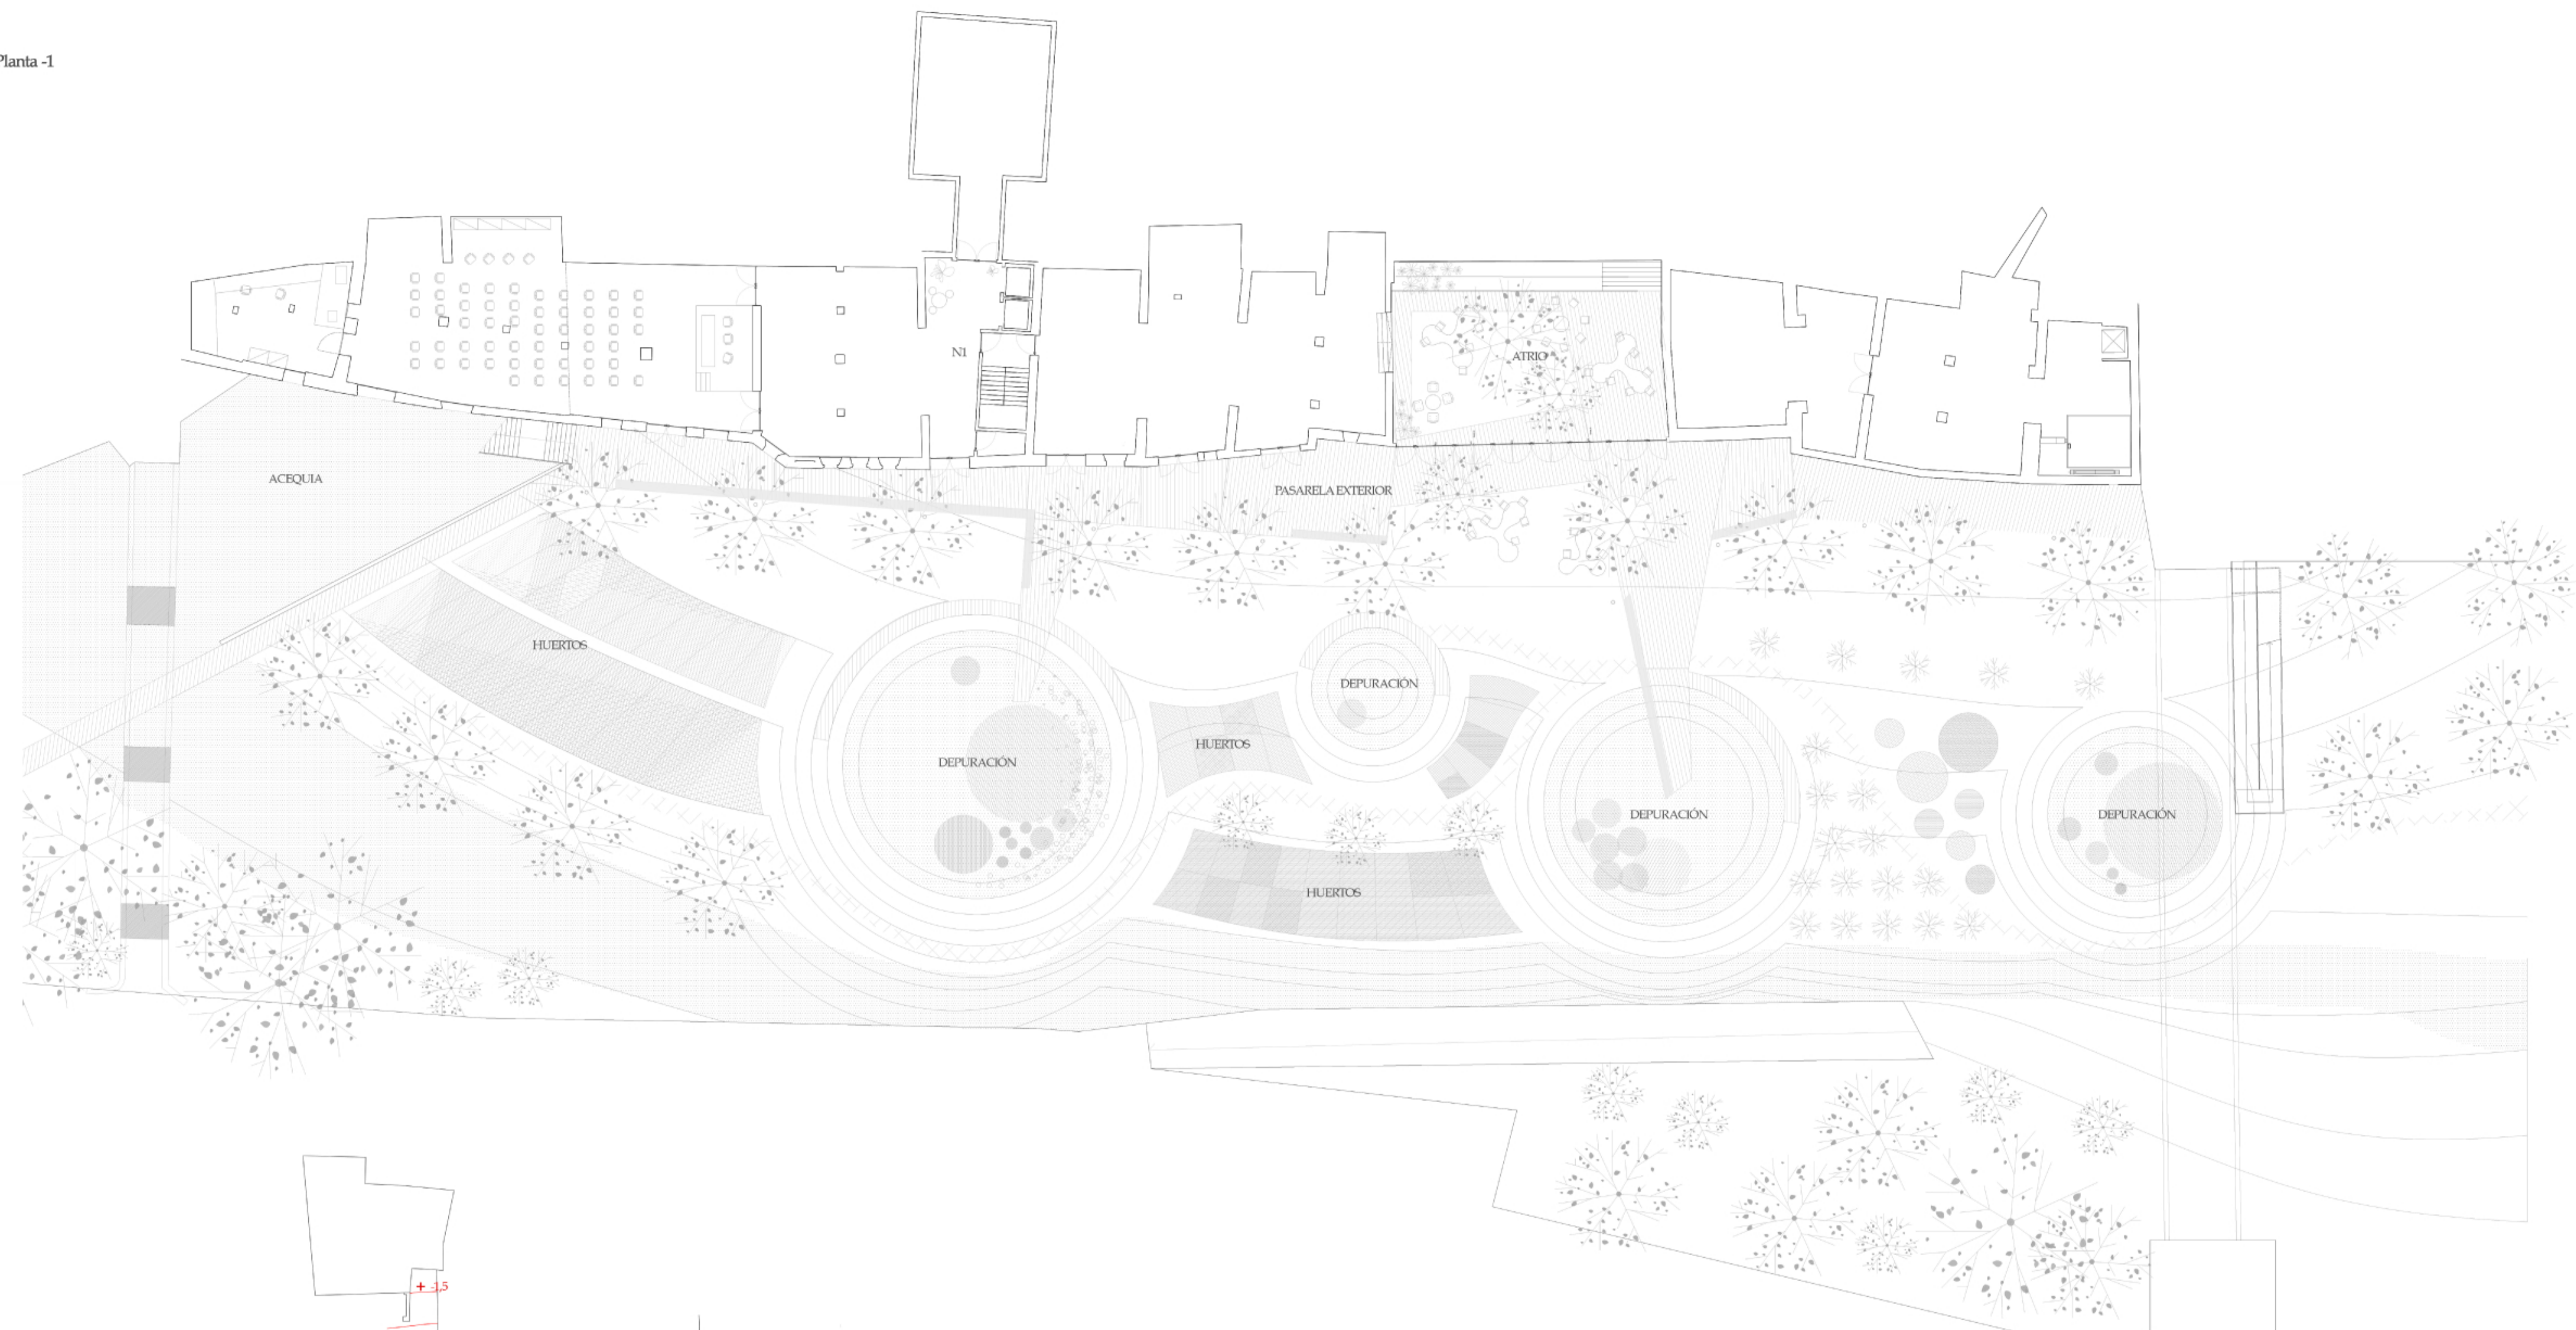 Planta -1
N1
ATRIO
ACEQUIA
PASARELA EXTERIOR
HUERTOS
DEPURACIÓN
HUERTOS
DEPURACIÓN
DEPURACIÓN
DEPURACIÓN
HUERTOS
+ -1,5